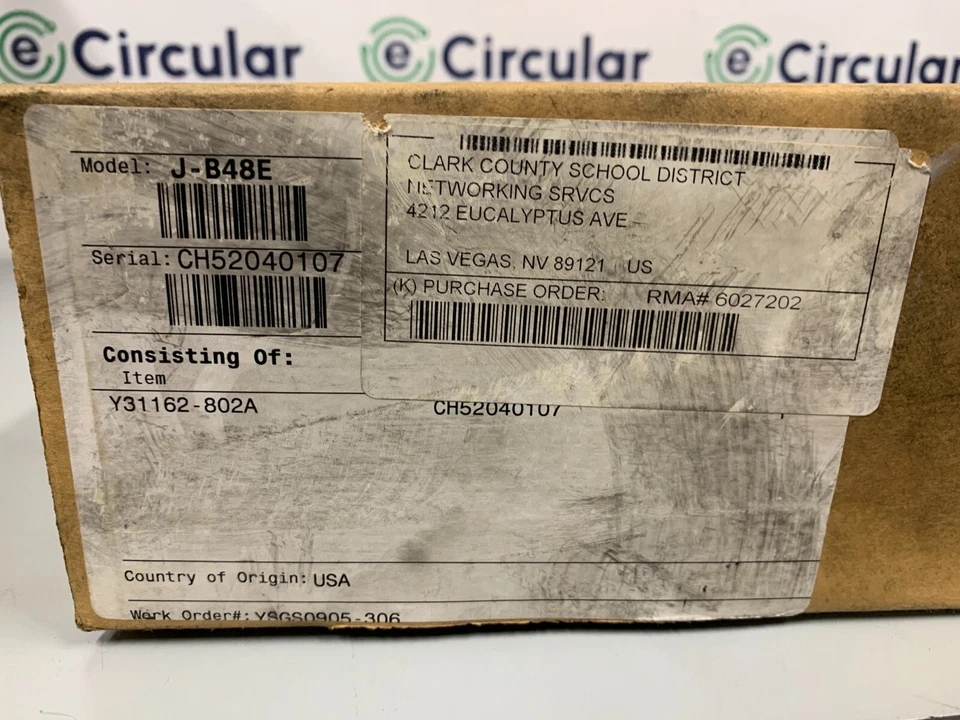 eCircular eCircular eCircular
Model: J-B48E
Serial: CH52040107
Consisting Of:
Item
Y31162-802A CH52040107
Country of Origin: USA
Work Order#: YSGS0905-306
CLARK COUNTY SCHOOL DISTRICT
NETWORKING SRVCS
4212 EUCALYPTUS AVE
LAS VEGAS, NV 89121 US
(K) PURCHASE ORDER: RMA# 6027202